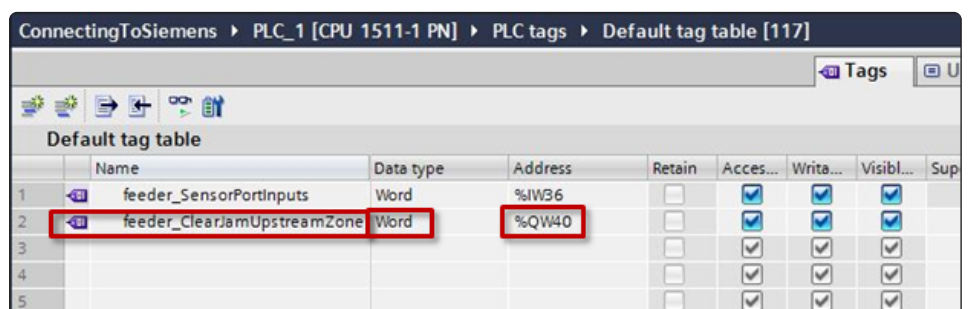 ConnectingToSiemens ▸ PLC_1 [CPU 1511-1 PN] ▸ PLC tags ▸ Default tag table [117]
Tags U
Default tag table
Name Data type Address Retain Acces... Writa... Visibl... Sup
1 feeder_SensorPortInputs Word %IW36
2 feeder_ClearJamUpstreamZone Word %QW40
3
4
5